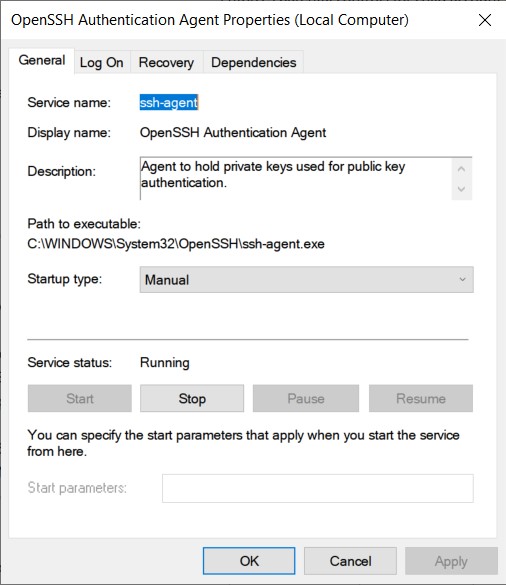 OpenSSH Authentication Agent Properties (Local Computer)
General Log On Recovery Dependencies
Service name: ssh-agent
Display name: OpenSSH Authentication Agent
Description: Agent to hold private keys used for public key
authentication.
Path to executable:
C:\WINDOWS\System32\OpenSSH\ssh-agent.exe
Startup type: Manual
Service status: Running
Start Stop Pause Resume
You can specify the start parameters that apply when you start the service
from here.
Start parameters:
OK Cancel Apply